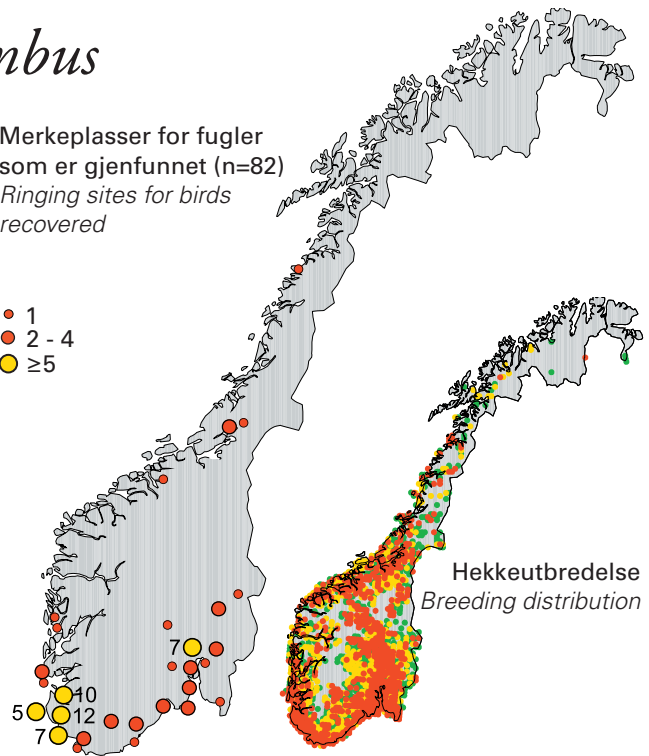 nbus
Merkeplasser for fugler
som er gjenfunnet (n=82)
Ringing sites for birds
recovered
1
2 - 4
≥5
Hekkeutbredelse
Breeding distribution
7
10
5
12
7